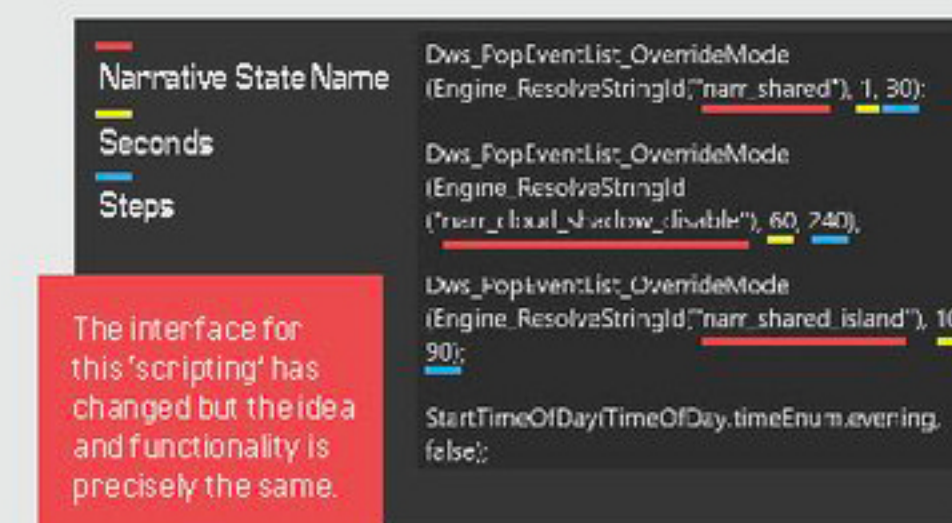 Narrative State Name
Seconds
Steps
Dws_PopEventList_OverrideMode
(Engine_ResolveStringId("narr_shared"), 1, 30);
Dws_PopEventList_OverrideMode
(Engine_ResolveStringId
("narr_cloud_shadow_disable"), 60, 240),
Dws_PopEventList_OverrideMode
(Engine_ResolveStringId("narr_shared_island"), 10
90);
StartTimeOfDay(TimeOfDay.timeEnum.evening,
false);
The interface for
this 'scripting' has
changed but the idea
and functionality is
precisely the same.